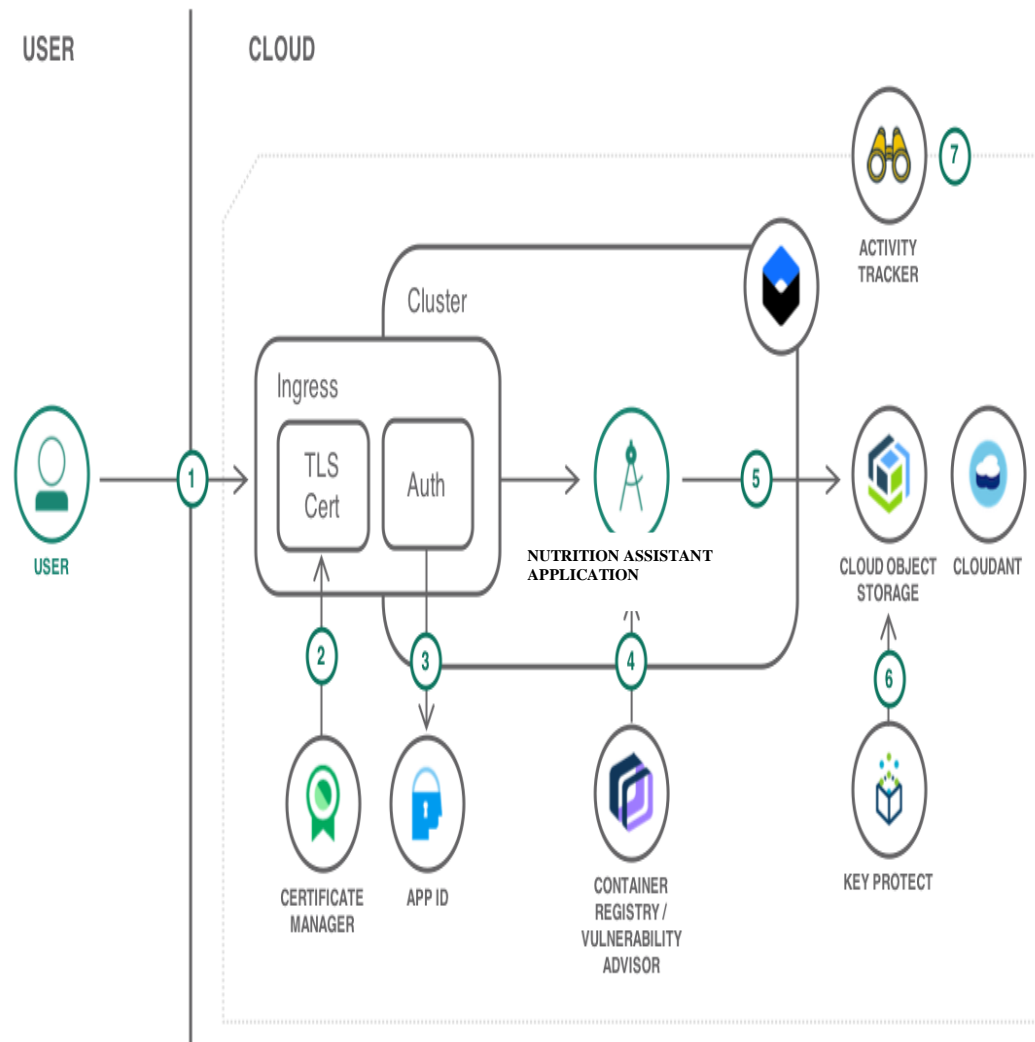 USER
CLOUD
7
ACTIVITY
TRACKER
Cluster
Ingress
TLS
Cert
Auth
1
5
USER
NUTRITION ASSISTANT
APPLICATION
CLOUD OBJECT
STORAGE
CLOUDANT
2
3
4
6
CERTIFICATE
MANAGER
APP ID
CONTAINER
REGISTRY /
VULNERABILITY
ADVISOR
KEY PROTECT